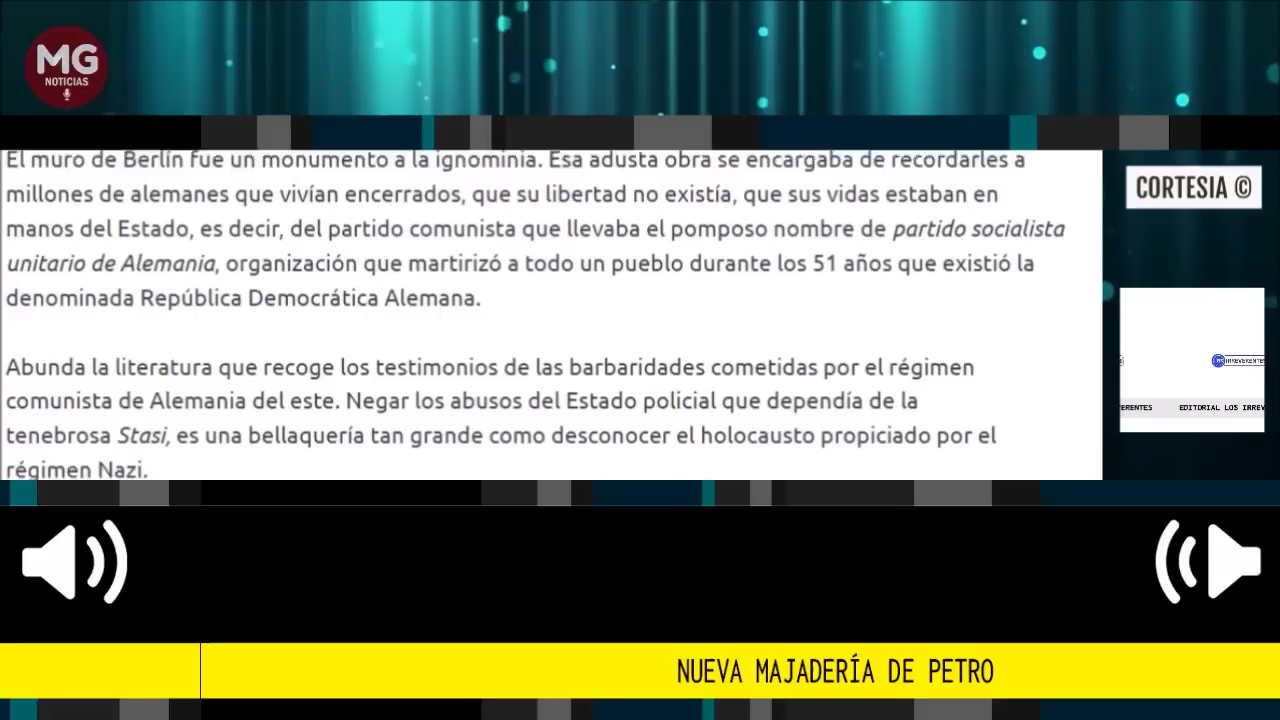 MG
NOTICIAS
El muro de Berlín fue un monumento a la ignominia. Esa adusta obra se encargaba de recordarles a
millones de alemanes que vivían encerrados, que su libertad no existía, que sus vidas estaban en
manos del Estado, es decir, del partido comunista que llevaba el pomposo nombre de partido socialista
unitario de Alemania, organización que martirizó a todo un pueblo durante los 51 años que existió la
denominada República Democrática Alemana.
Abunda la literatura que recoge los testimonios de las barbaridades cometidas por el régimen
comunista de Alemania del este. Negar los abusos del Estado policial que dependía de la
tenebrosa Stasi, es una bellaquería tan grande como desconocer el holocausto propiciado por el
régimen Nazi.
CORTESIA ©
LOS IRREVERENTES
ERENTES EDITORIAL LOS IRREV
NUEVA MAJADERÍA DE PETRO